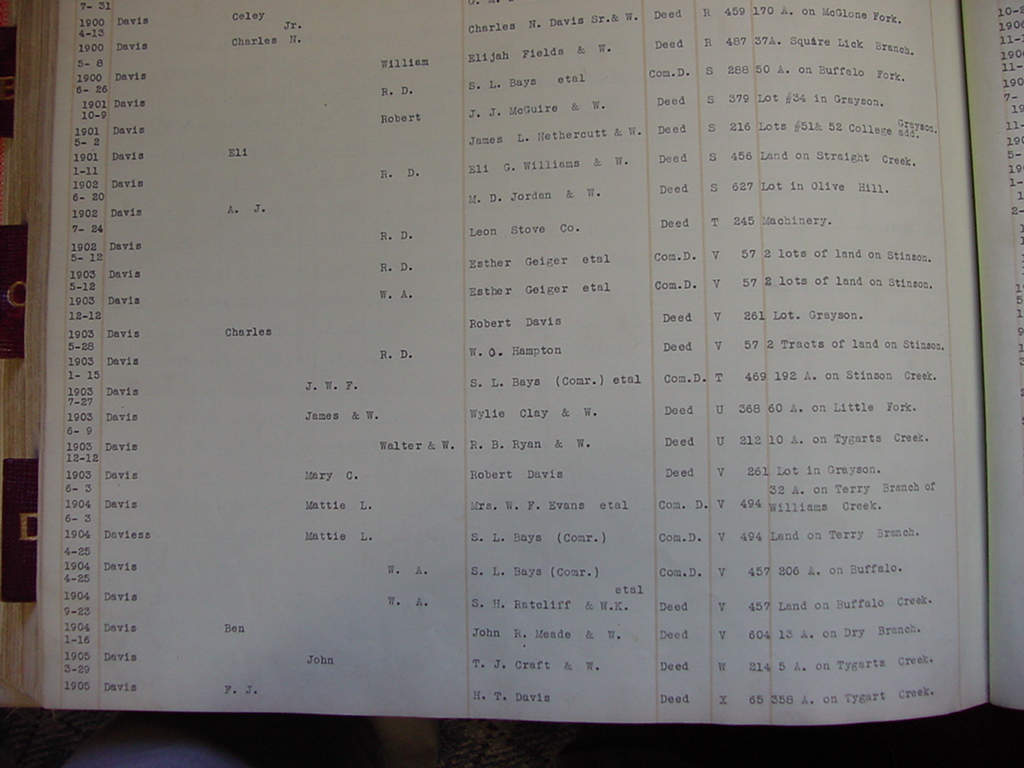 7- 31
1900 Davis Celey Charles N. Davis Sr.& W. Deed R 459 170 A. on McGlone Fork.
4-13 Jr.
1900 Davis Charles N. Elijah Fields & W. Deed R 487 37A. Squire Lick Branch.
5- 8 William
1900 Davis S. L. Bays etal Com.D. S 288 50 A. on Buffalo Fork.
6- 26 R. D.
1901 Davis J. J. McGuire & W. Deed S 379 Lot #34 in Grayson.
10-9 Robert Grayson.
1901 Davis James L. Nethercutt & W. Deed S 216 Lots #51& 52 College add.
5- 2 Eli
1901 Davis Eli G. Williams & W. Deed S 456 Land on Straight Creek.
1-11 R. D.
1902 Davis M. D. Jordan & W. Deed S 627 Lot in Olive Hill.
6- 20
1902 Davis A. J. Leon Stove Co. Deed T 245 Machinery.
7- 24 R. D.
1902 Davis Esther Geiger etal Com.D. V 57 2 lots of land on Stinson.
5- 12 R. D.
1903 Davis Esther Geiger etal Com.D. V 57 2 lots of land on Stinson.
5-12 W. A.
1903 Davis Robert Davis Deed V 261 Lot. Grayson.
12-12
1903 Davis Charles W. O. Hampton Deed V 57 2 Tracts of land on Stinson.
5-28 R. D.
1903 Davis S. L. Bays (Comr.) etal Com.D. T 469 192 A. on Stinson Creek.
1- 15 J. W. F.
1903 Davis Wylie Clay & W. Deed U 368 60 A. on Little Fork.
7-27
1903 Davis James & W. R. B. Ryan & W. Deed U 212 10 A. on Tygarts Creek.
6- 9
1903 Davis Walter & W. Robert Davis Deed V 261 Lot in Grayson.
12-12 32 A. on Terry Branch of
1903 Davis Mary C. Mrs. W. F. Evans etal Com. D. V 494 Williams Creek.
6- 3
1904 Davis Mattie L. S. L. Bays (Comr.) Com.D. V 494 Land on Terry Branch.
6- 3
1904 Daviess Mattie L. S. L. Bays (Comr.) Com.D. V 457 206 A. on Buffalo.
4-25
1904 Davis W. A. etal
4-25 S. H. Ratcliff & W.K. Deed V 457 Land on Buffalo Creek.
1904 Davis W. A.
9-23 John R. Meade & W. Deed V 604 13 A. on Dry Branch.
1904 Davis Ben
1-16 T. J. Craft & W. Deed W 214 5 A. on Tygarts Creek.
1905 Davis John
3-29
1905 Davis F. J. H. T. Davis Deed X 65 358 A. on Tygart Creek.